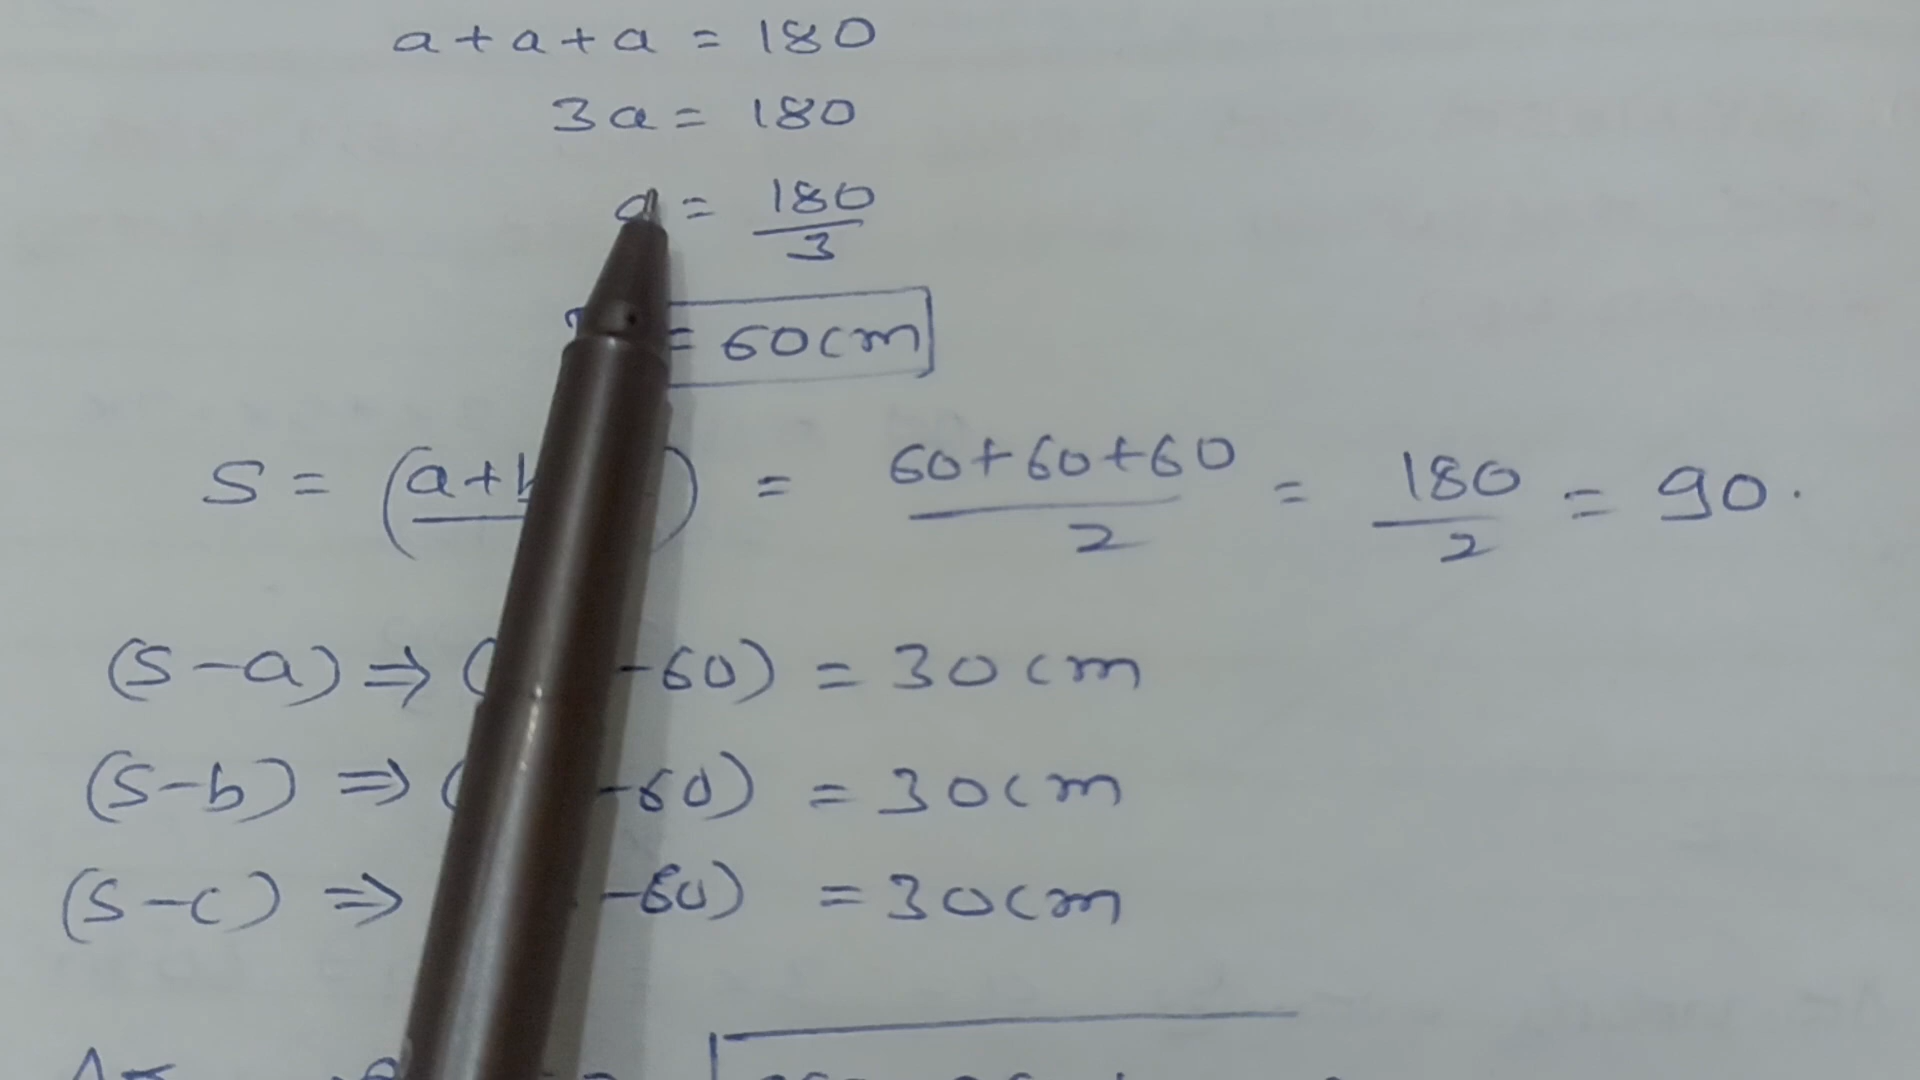 a + a + a = 180
3a = 180
a = 180/3
= 60cm
S = (a+b ) = 60+60+60/2 = 180/2 = 90.
(S-a) ⇒ ( -60) = 30cm
(S-b) ⇒ ( -60) = 30cm
(S-c) ⇒ -60) = 30cm